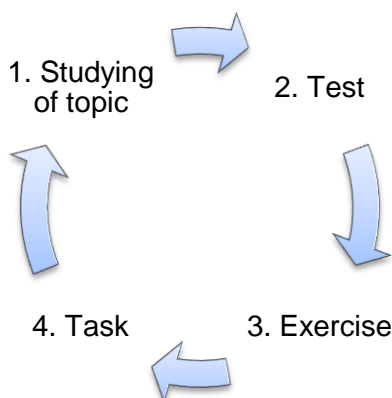 1. Studying
of topic
2. Test
3. Exercise
4. Task